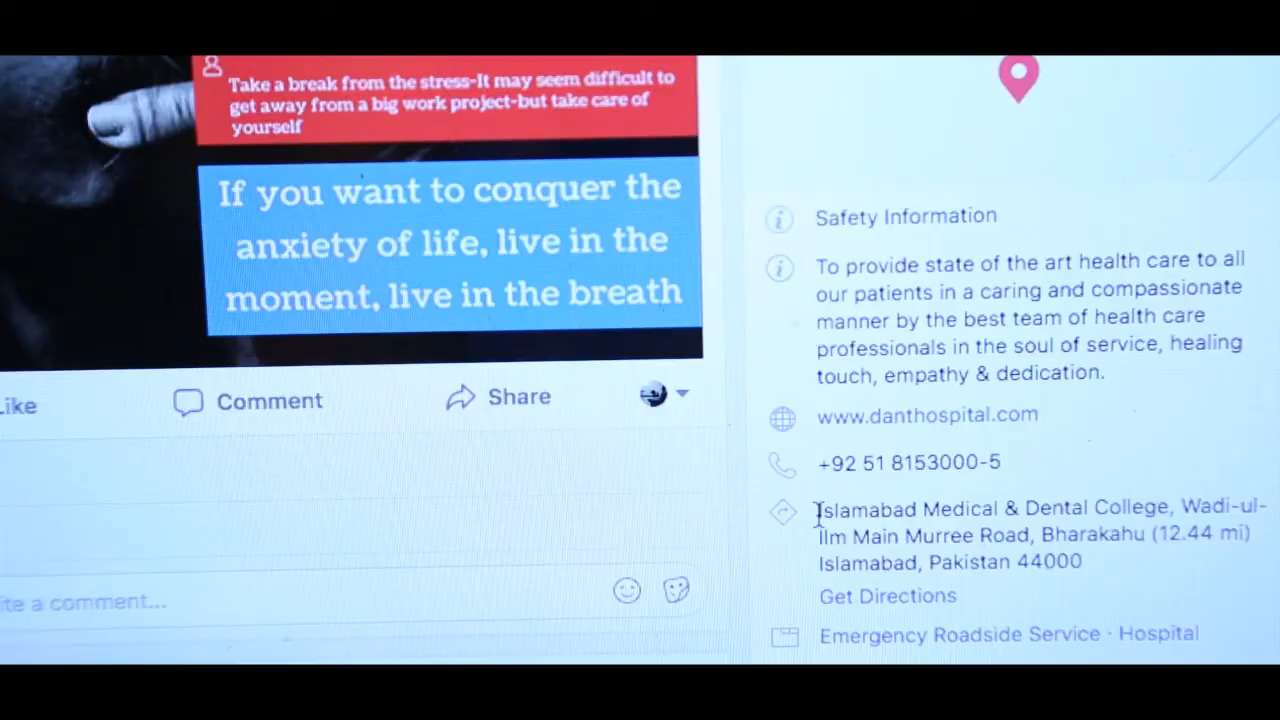 Take a break from the stress-It may seem difficult to
get away from a big work project-but take care of
yourself
If you want to conquer the
anxiety of life, live in the
moment, live in the breath
Like
Comment
Share
ite a comment...
Safety Information
To provide state of the art health care to all
our patients in a caring and compassionate
manner by the best team of health care
professionals in the soul of service, healing
touch, empathy & dedication.
www.danthospital.com
+92 51 8153000-5
Islamabad Medical & Dental College, Wadi-ul-
Ilm Main Murree Road, Bharakahu (12.44 mi)
Islamabad, Pakistan 44000
Get Directions
Emergency Roadside Service · Hospital